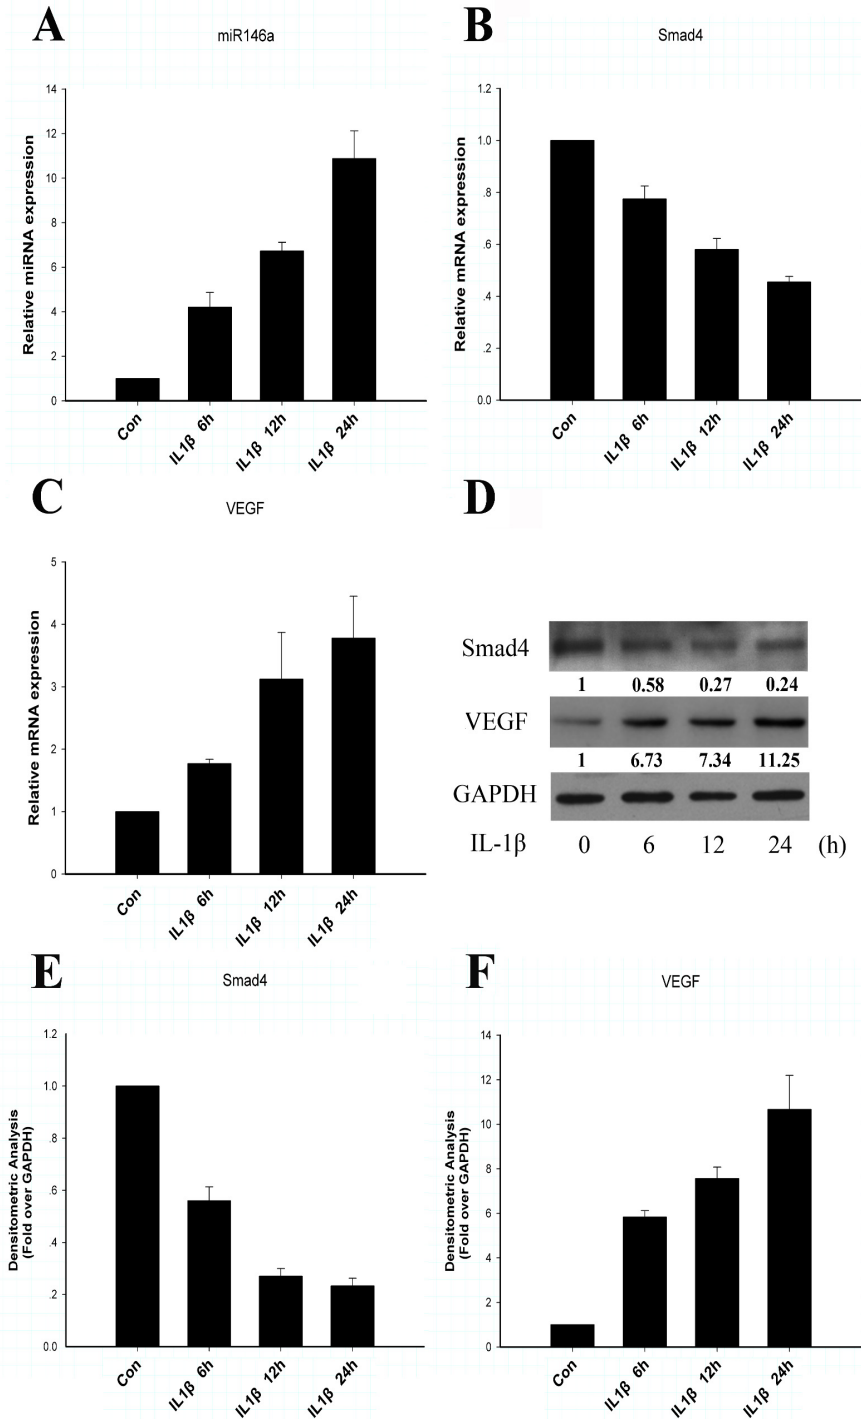 A
miR146a
Relative miRNA expression
14
12
10
8
6
4
2
0
Con
IL1β 6h
IL1β 12h
IL1β 24h
B
Smad4
Relative mRNA expression
1.2
1.0
.8
.6
.4
.2
0.0
Con
IL1β 6h
IL1β 12h
IL1β 24h
C
VEGF
Relative mRNA expression
5
4
3
2
1
0
Con
IL1β 6h
IL1β 12h
IL1β 24h
D
Smad4
1 0.58 0.27 0.24
VEGF
1 6.73 7.34 11.25
GAPDH
IL-1β 0 6 12 24 (h)
E
Smad4
Densitometric Analysis
(Fold over GAPDH)
1.2
1.0
.8
.6
.4
.2
0.0
Con
IL1β 6h
IL1β 12h
IL1β 24h
F
VEGF
Densitometric Analysis
(Fold over GAPDH)
14
12
10
8
6
4
2
0
Con
IL1β 6h
IL1β 12h
IL1β 24h